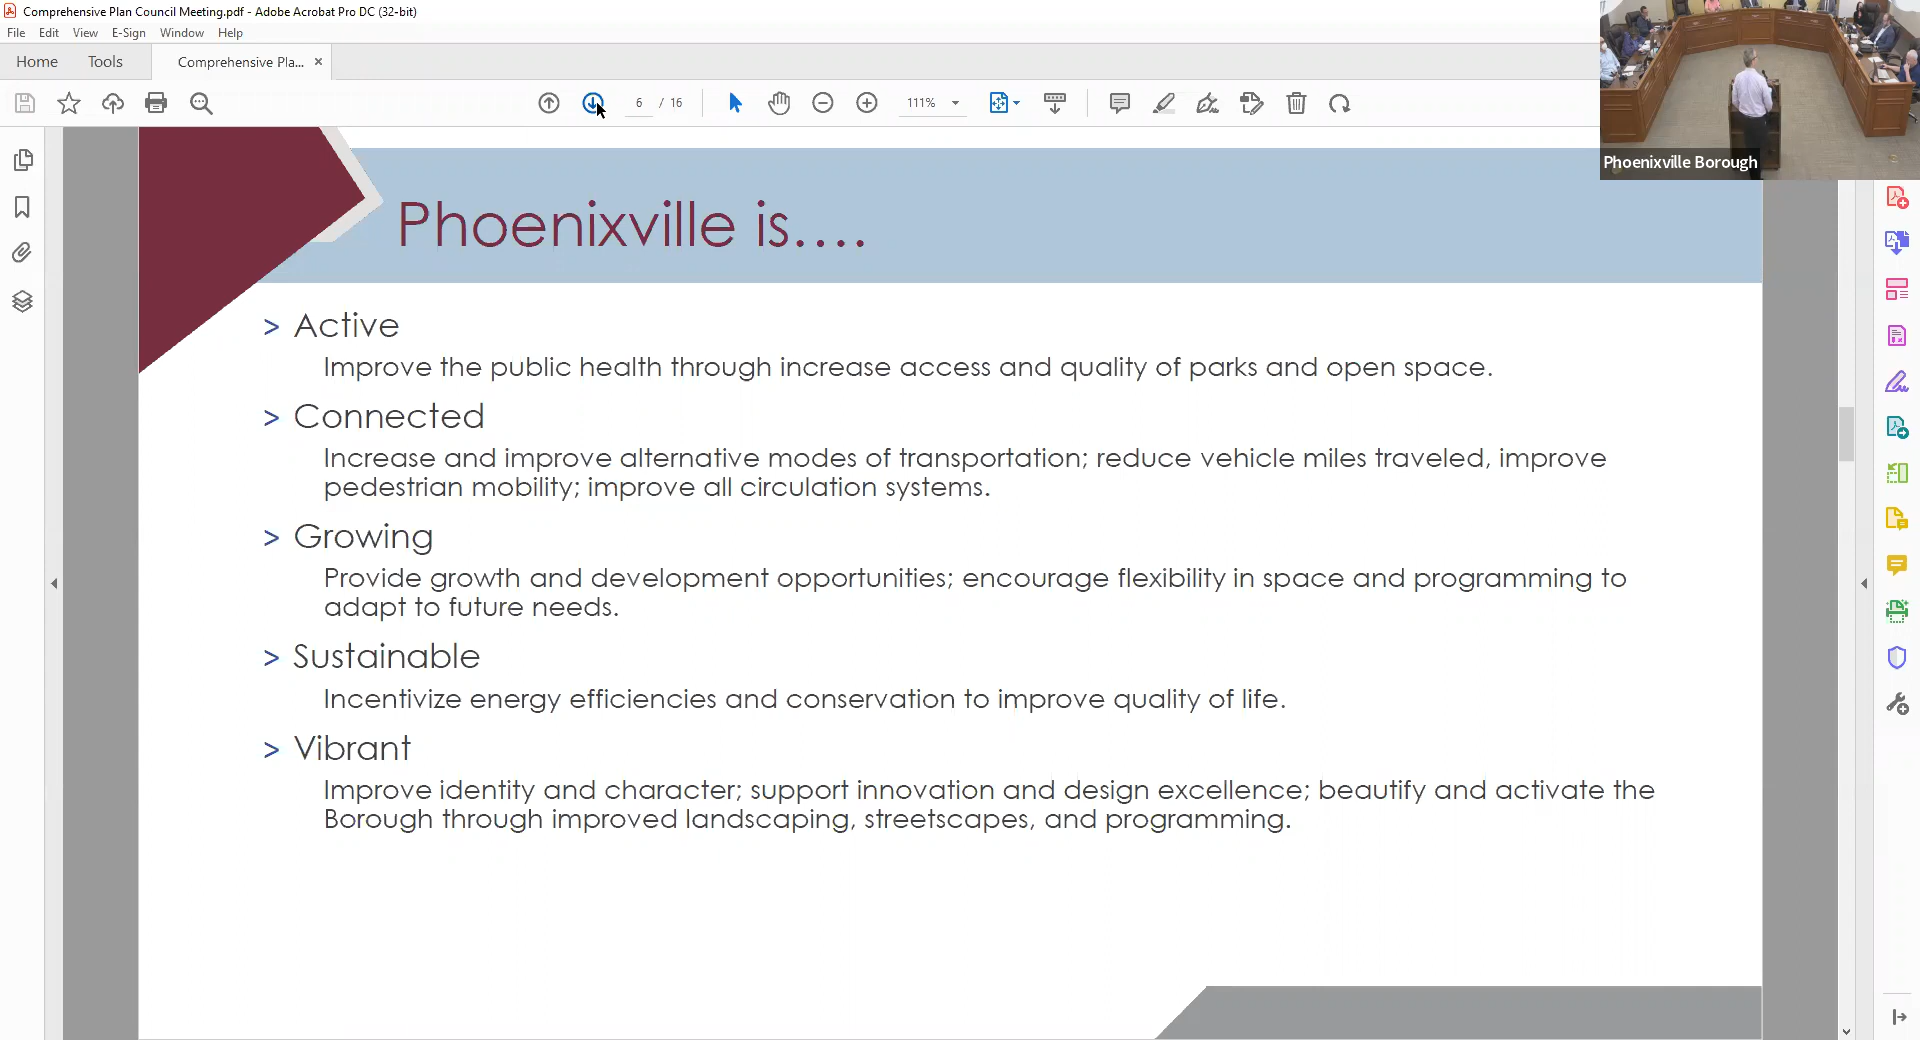 Comprehensive Plan Council Meeting.pdf - Adobe Acrobat Pro DC (32-bit)
File Edit View E-Sign Window Help
Home Tools Comprehensive Pla... ×
6 / 16 111%
Phoenixville Borough
Phoenixville is....
> Active
Improve the public health through increase access and quality of parks and open space.
> Connected
Increase and improve alternative modes of transportation; reduce vehicle miles traveled, improve
pedestrian mobility; improve all circulation systems.
> Growing
Provide growth and development opportunities; encourage flexibility in space and programming to
adapt to future needs.
> Sustainable
Incentivize energy efficiencies and conservation to improve quality of life.
> Vibrant
Improve identity and character; support innovation and design excellence; beautify and activate the
Borough through improved landscaping, streetscapes, and programming.